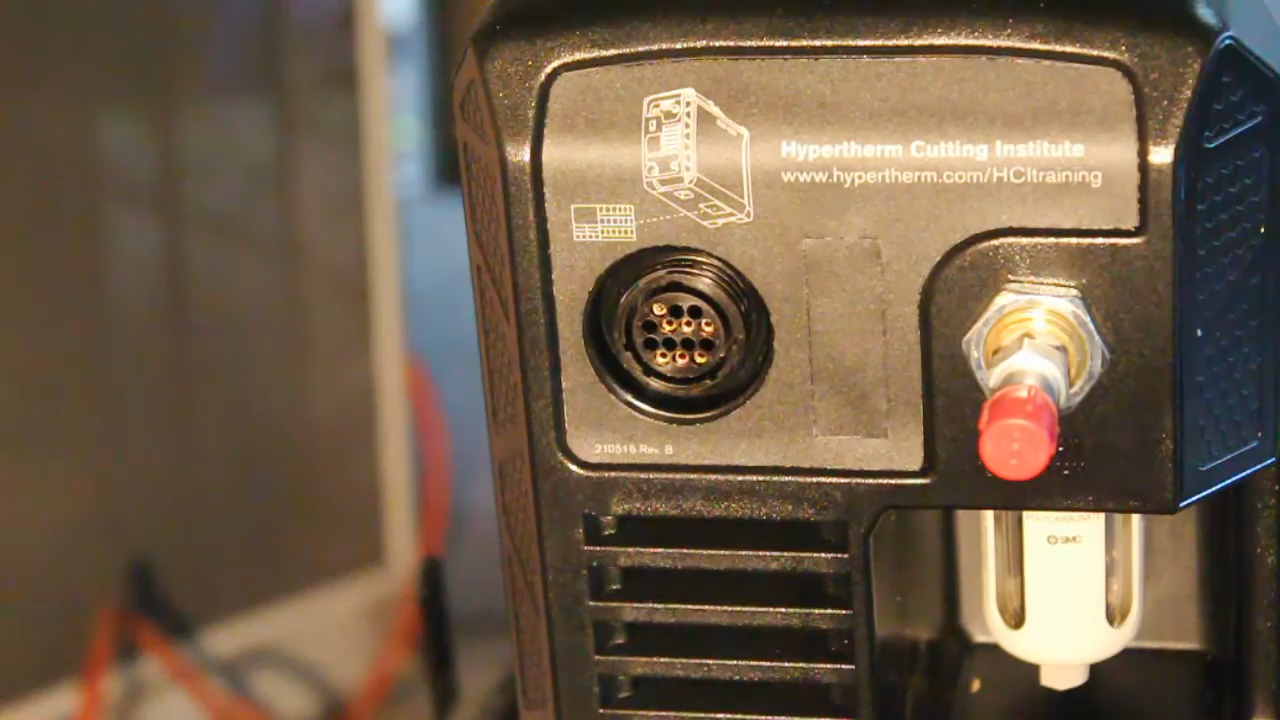 Hypertherm Cutting Institute
www.hypertherm.com/HCItraining
210516 Rev. B
SMC